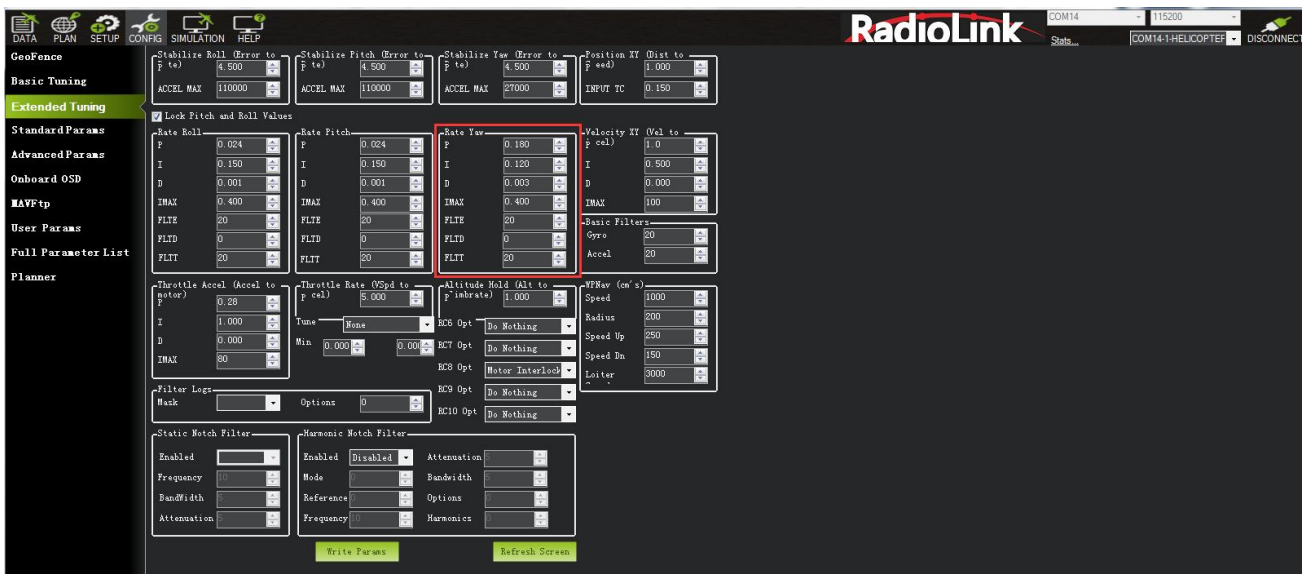 DATA PLAN SETUP CONFIG SIMULATION HELP
RadioLink
COM14 115200
Stats... COM14-1-HELICOPTER DISCONNECT
GeoFence
Basic Tuning
Extended Tuning
Standard Params
Advanced Params
Onboard OSD
MAVFtp
User Params
Full Parameter List
Planner
Stabilize Roll (Error to
P te) 4.500
ACCEL MAX 110000
Stabilize Pitch (Error to
P te) 4.500
ACCEL MAX 110000
Stabilize Yaw (Error to
P te) 4.500
ACCEL MAX 27000
Position XY (Dist to
P eed) 1.000
INPUT TC 0.150
Lock Pitch and Roll Values
Rate Roll
P 0.024
I 0.150
D 0.001
IMAX 0.400
FLTE 20
FLTD 0
FLTT 20
Rate Pitch
P 0.024
I 0.150
D 0.001
IMAX 0.400
FLTE 20
FLTD 0
FLTT 20
Rate Yaw
P 0.180
I 0.120
D 0.003
IMAX 0.400
FLTE 20
FLTD 0
FLTT 20
Velocity XY (Vel to
P cel) 1.0
I 0.500
D 0.000
IMAX 100
Basic Filters
Gyro 20
Accel 20
Throttle Accel (Accel to
motor)
P 0.28
I 1.000
D 0.000
IMAX 80
Throttle Rate (VSpd to
P cel) 5.000
Tune None
Min 0.000 0.00
Altitude Hold (Alt to
P imbrate) 1.000
RC6 Opt Do Nothing
RC7 Opt Do Nothing
RC8 Opt Motor Interlock
RC9 Opt Do Nothing
RC10 Opt Do Nothing
WPNav (cm's)
Speed 1000
Radius 200
Speed Up 250
Speed Dn 150
Loiter 3000
Filter Logs
Mask Options 0
Static Notch Filter
Enabled
Frequency 10
BandWidth 5
Attenuation 5
Harmonic Notch Filter
Enabled Disabled Attenuation 5
Mode 0 Bandwidth 5
Reference 0 Options 0
Frequency 10 Harmonics 0
Write Params Refresh Screen